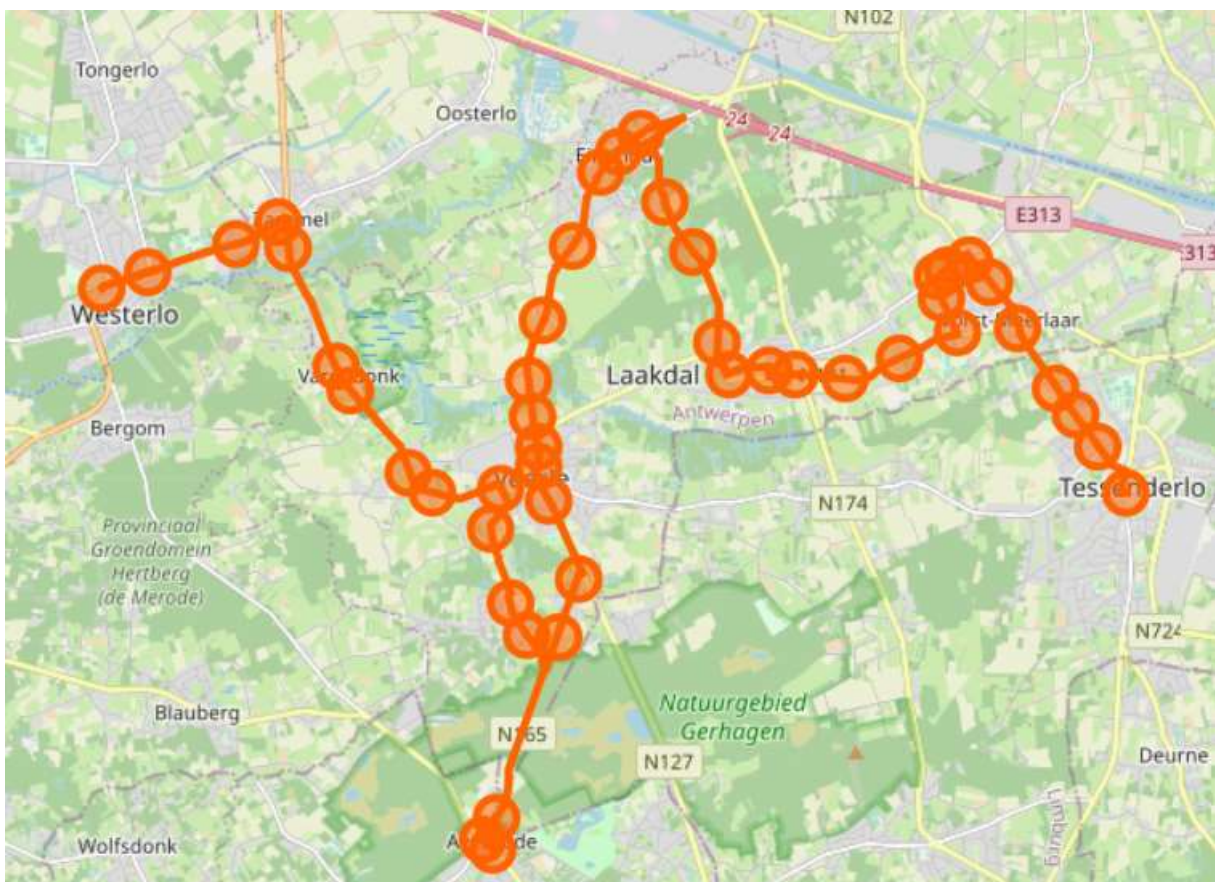 N102
Tongerlo
Oosterlo
24
24
E313
E313
Westerlo
Laakdal
Bergom
Antwerpen
N174
Tessenderlo
Provinciaal
Groendomein
Hertberg
(de Merode)
N724
Natuurgebied
Gerhagen
Blauberg
N165
N127
Deurne
Limburg
Wolfsdonk